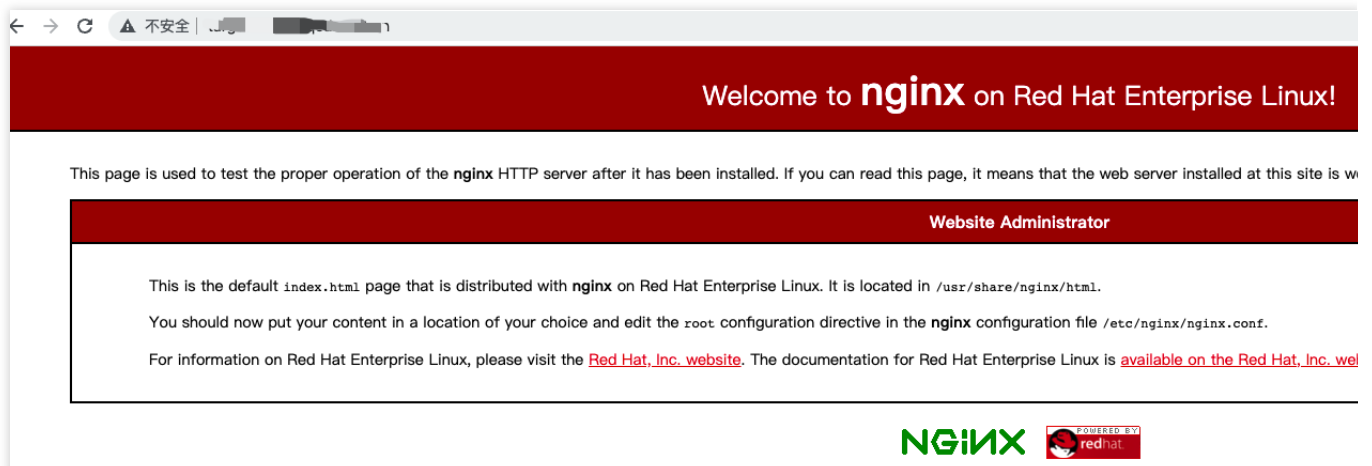 不安全
Welcome to nginx on Red Hat Enterprise Linux!
This page is used to test the proper operation of the nginx HTTP server after it has been installed. If you can read this page, it means that the web server installed at this site is
Website Administrator
This is the default index.html page that is distributed with nginx on Red Hat Enterprise Linux. It is located in /usr/share/nginx/html.
You should now put your content in a location of your choice and edit the root configuration directive in the nginx configuration file /etc/nginx/nginx.conf.
For information on Red Hat Enterprise Linux, please visit the Red Hat, Inc. website. The documentation for Red Hat Enterprise Linux is available on the Red Hat, Inc.
NGiNX
POWERED BY
redhat.